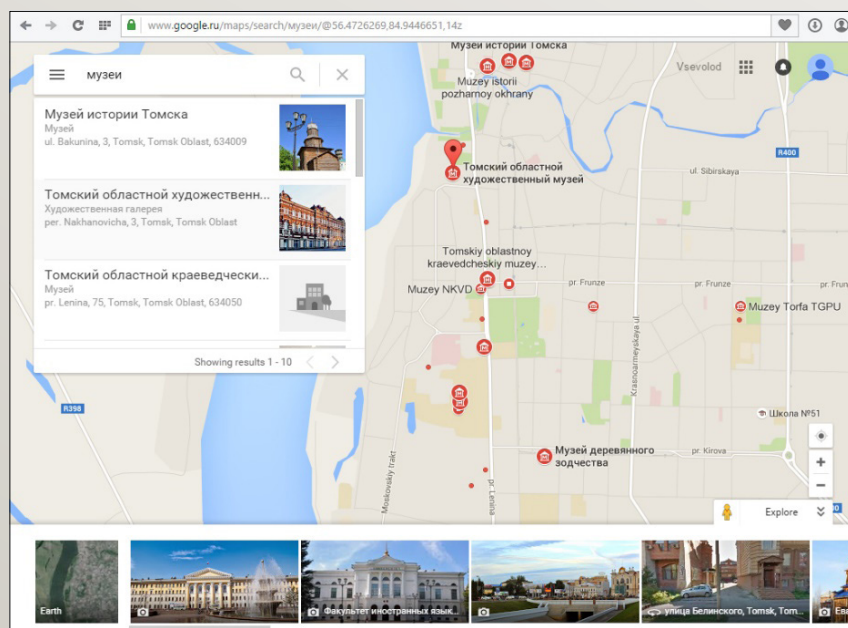 www.google.ru/maps/search/музеи/@56.4726269,84.9446651,14z
музеи
Музей истории Томска
Музей
ul. Bakunina, 3, Tomsk, Tomsk Oblast, 634009
Томский областной художественн...
Художественная галерея
per. Nakhanovicha, 3, Tomsk, Tomsk Oblast
Томский областной краеведчески...
Музей
pr. Lenina, 75, Tomsk, Tomsk Oblast, 634050
Showing results 1 - 10
Музей истории Томска
Muzey istorii
pozharnoy okhrany
Vsevolod
R400
Томский областной
художественный музей
ul. Sibirskaya
Tomskiy oblastnoy
kraevedcheskiy muzey...
Muzey NKVD
pr. Frunze
pr. Frunze
pr. Frun
Muzey Torfa TGPU
Krasnoarmeyskaya ul
R398
Школа №51
Музей деревянного
зодчества
pr. Kirova
Moskovskiy trakt
pr. Lenina
Explore
Earth
Факультет иностранных язык...
улица Белинского, Tomsk, Tom...